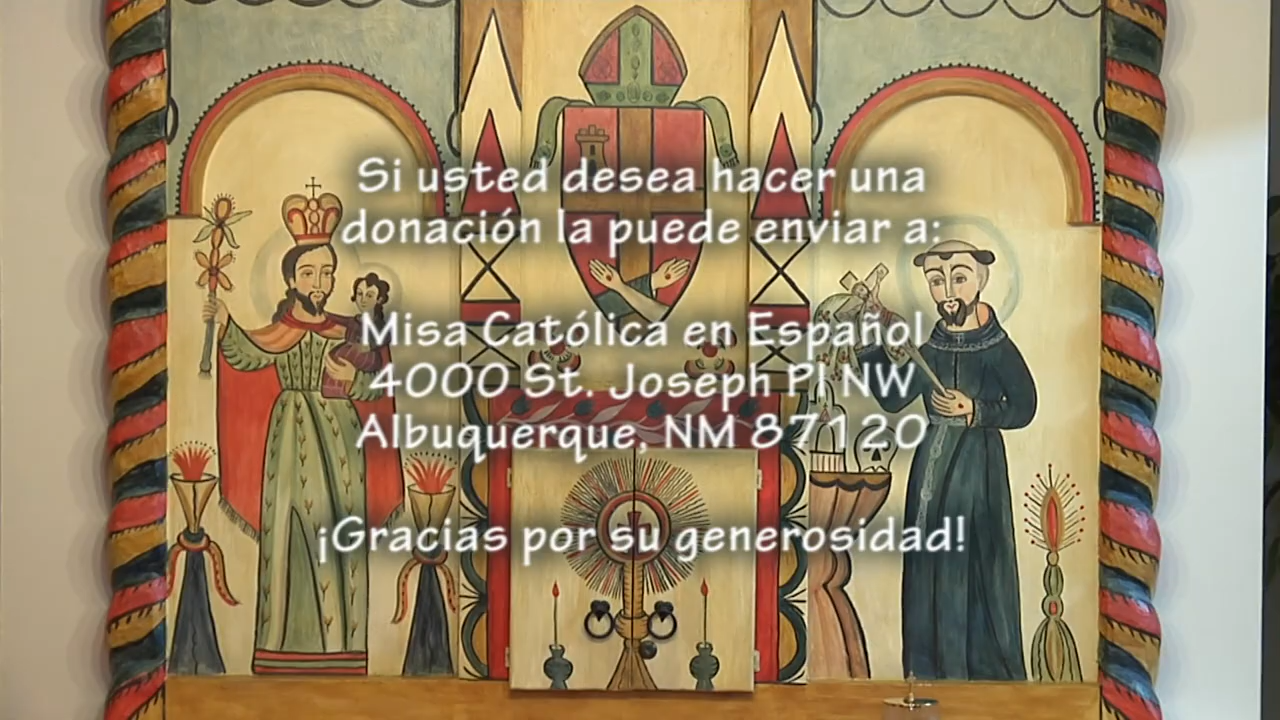 Si usted desea hacer una
donación la puede enviar a:
Misa Católica en Español
4000 St. Joseph Pl NW
Albuquerque, NM 87120
¡Gracias por su generosidad!